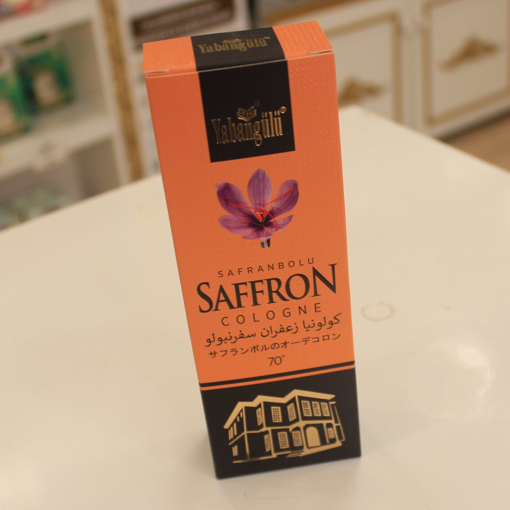 Yabangülü
Yabangülü
SAFRANBOLU
SAFFRON
COLOGNE
كولونيا زعفران سفرنبولو
サフランボルのオーデコロン
70°